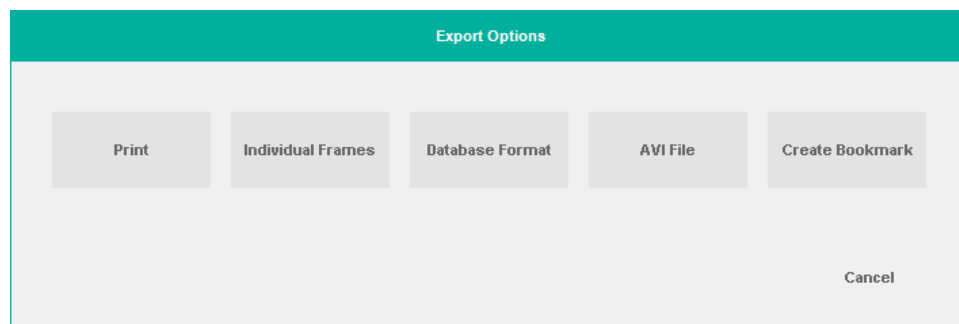 Export Options
Print Individual Frames Database Format AVI File Create Bookmark
Cancel